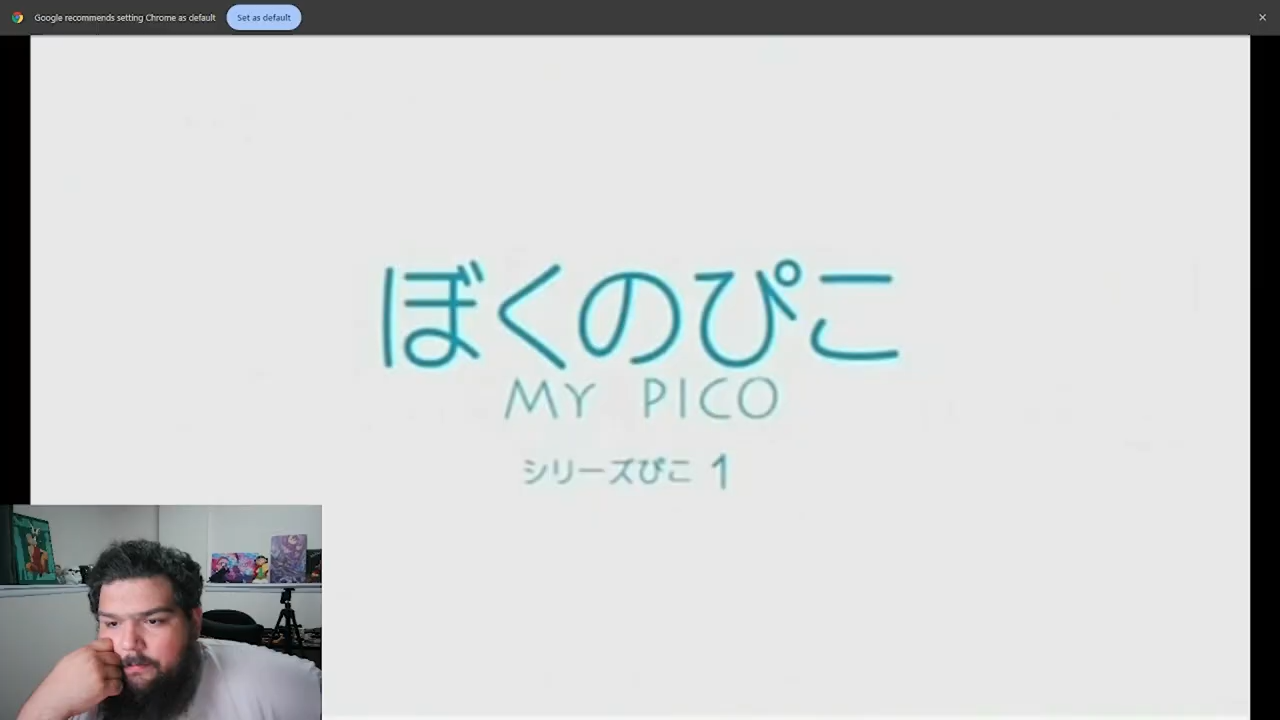 Google recommends setting Chrome as default
Set as default
ぼくのぴこ
MY PICO
シリーズぴこ 1